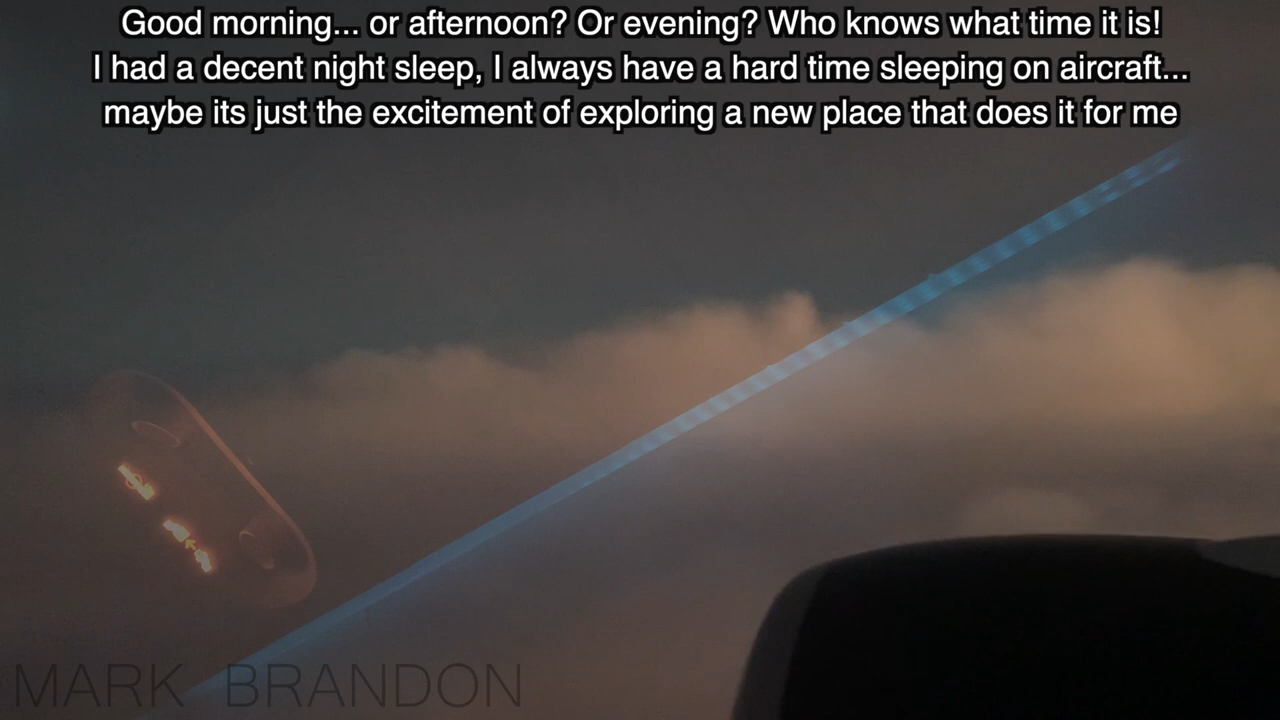 Good morning... or afternoon? Or evening? Who knows what time it is!
I had a decent night sleep, I always have a hard time sleeping on aircraft...
maybe its just the excitement of exploring a new place that does it for me
MARK BRANDON